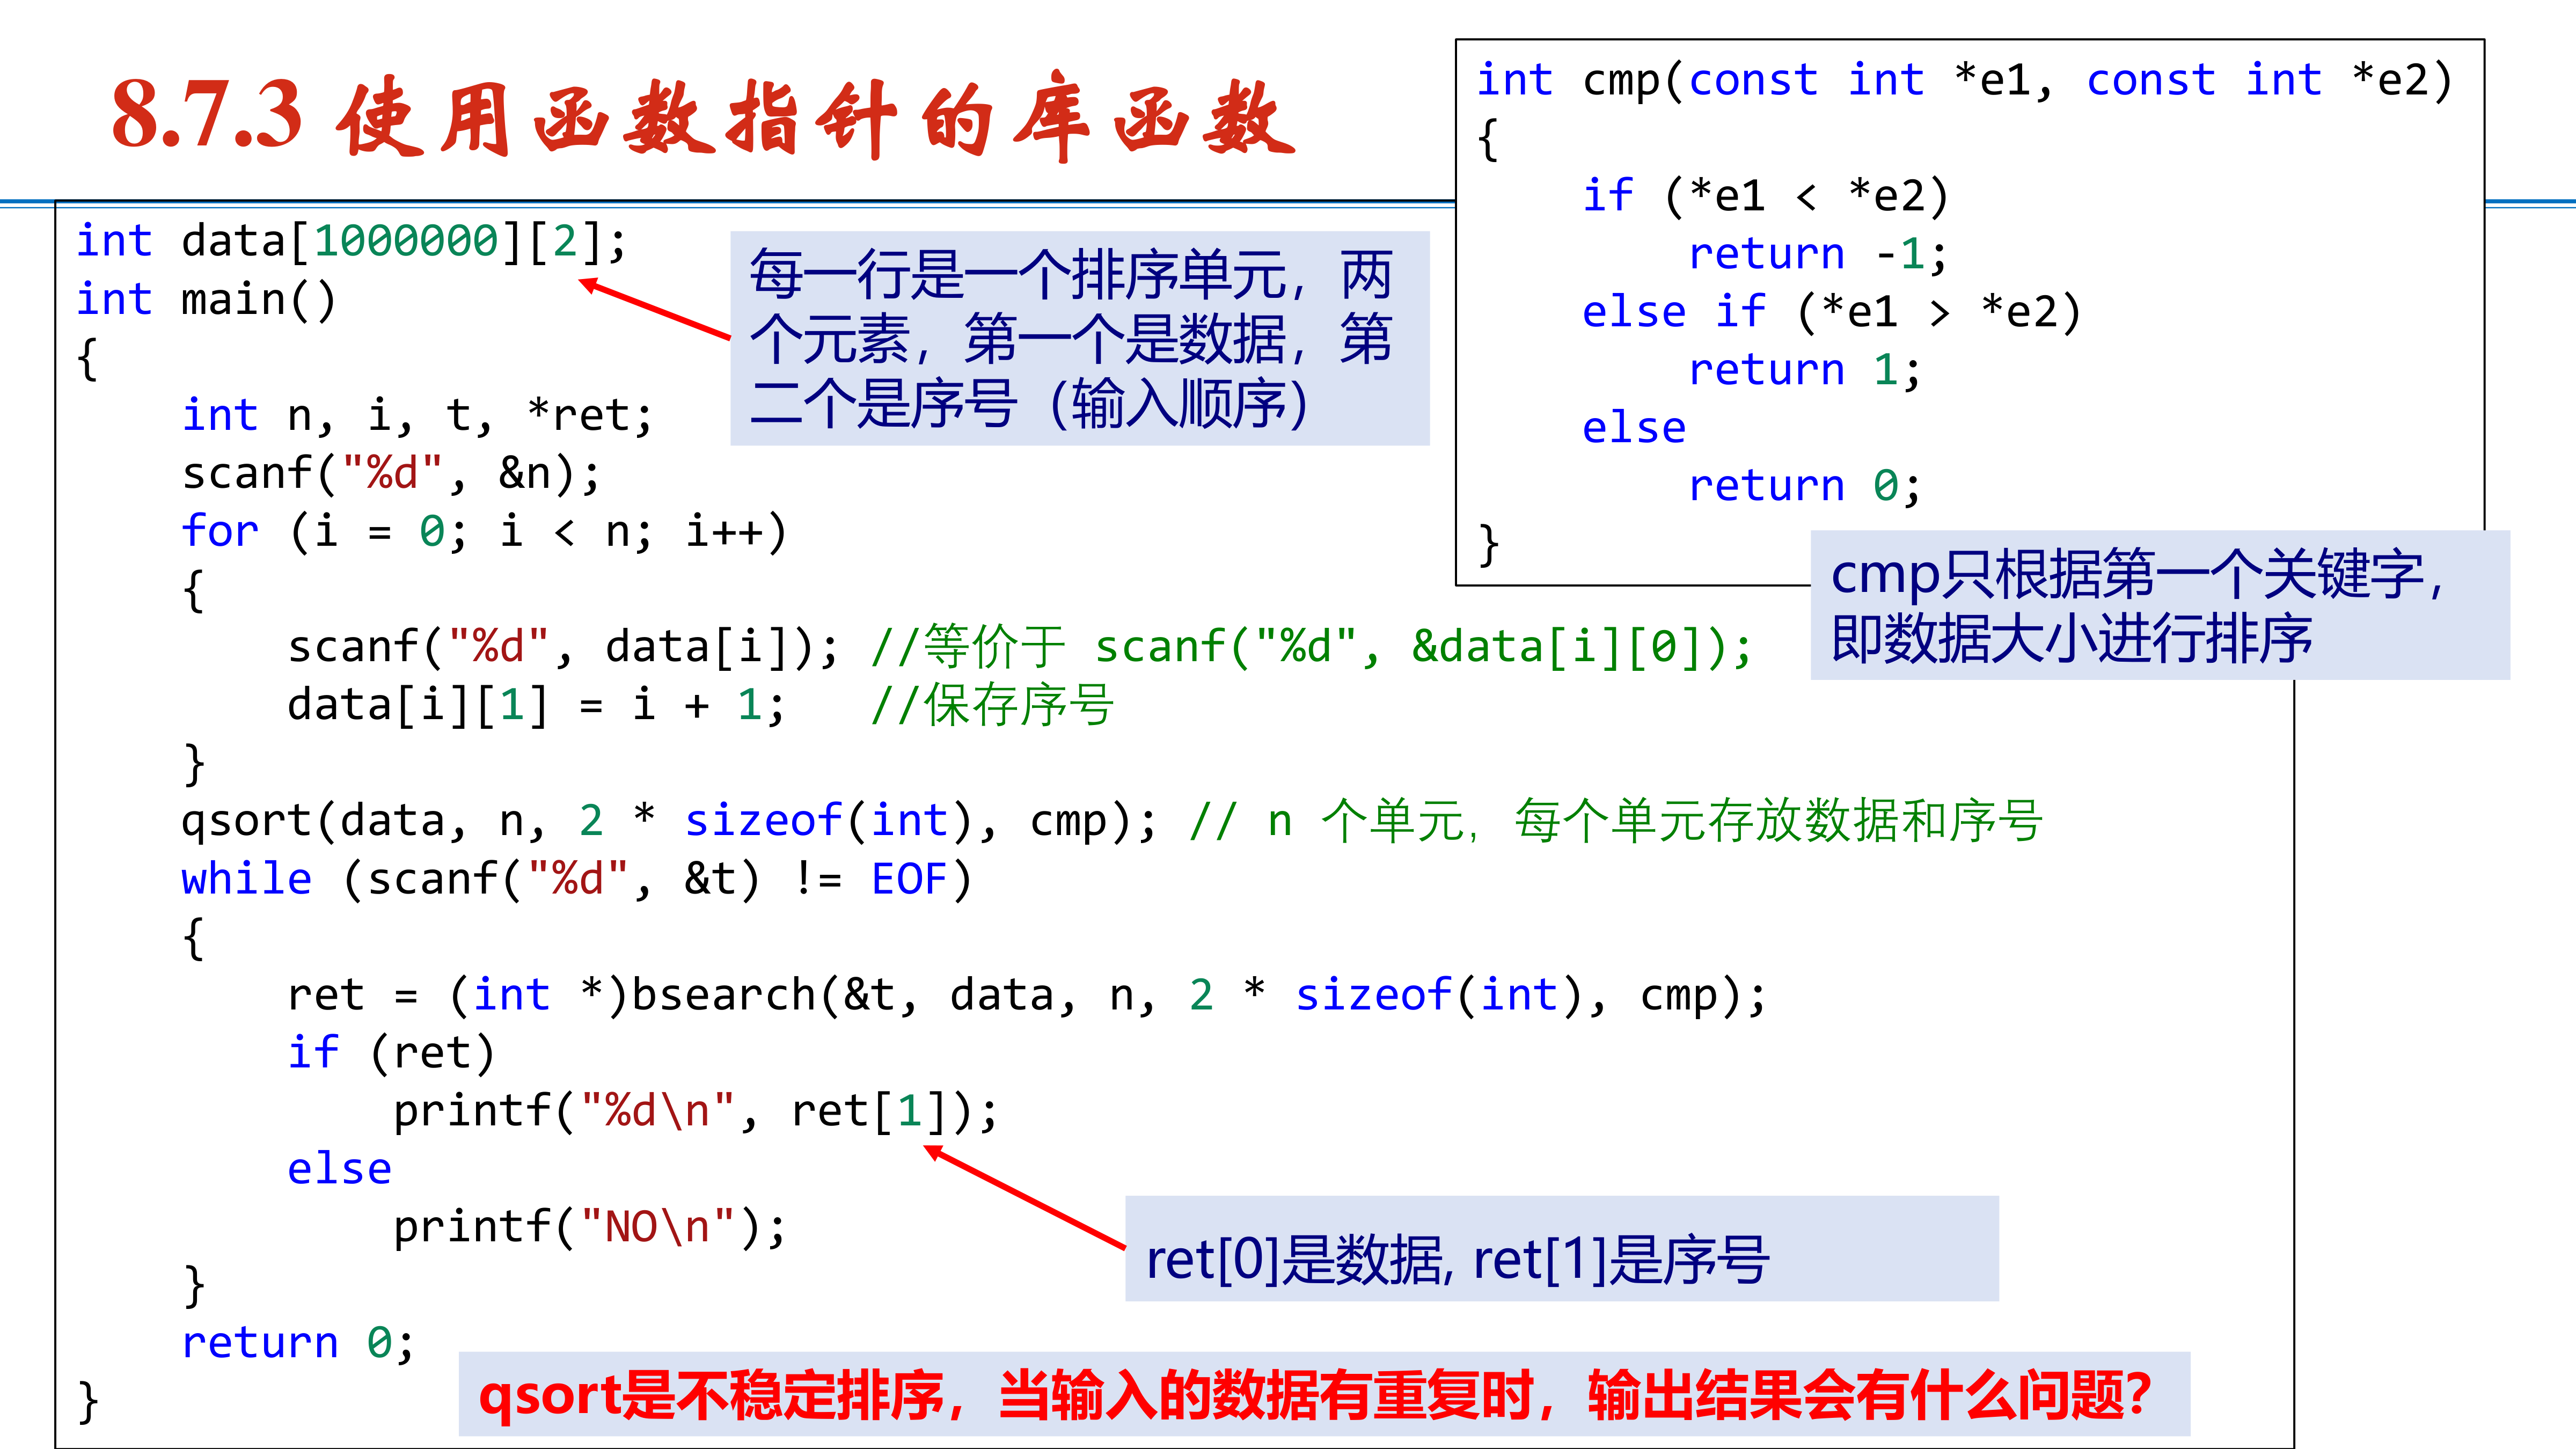 8.7.3 使用函数指针的库函数
int cmp(const int *e1, const int *e2)
{
    if (*e1 < *e2)
        return -1;
    else if (*e1 > *e2)
        return 1;
    else
        return 0;
}
cmp只根据第一个关键字，
即数据大小进行排序
int data[1000000][2];
int main()
{
    int n, i, t, *ret;
    scanf("%d", &n);
    for (i = 0; i < n; i++)
    {
        scanf("%d", data[i]); //等价于 scanf("%d", &data[i][0]);
        data[i][1] = i + 1;   //保存序号
    }
    qsort(data, n, 2 * sizeof(int), cmp); // n 个单元，每个单元存放数据和序号
    while (scanf("%d", &t) != EOF)
    {
        ret = (int *)bsearch(&t, data, n, 2 * sizeof(int), cmp);
        if (ret)
            printf("%d\n", ret[1]);
        else
            printf("NO\n");
    }
    return 0;
}
每一行是一个排序单元，两
个元素，第一个是数据，第
二个是序号（输入顺序）
ret[0]是数据, ret[1]是序号
qsort是不稳定排序，当输入的数据有重复时，输出结果会有什么问题？